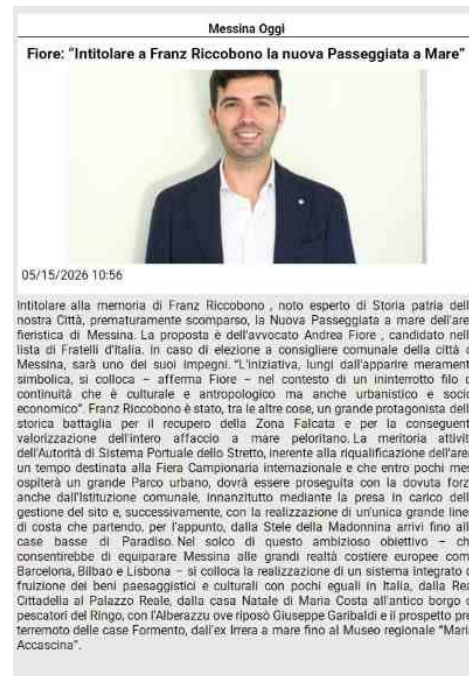 Messina Oggi
Fiore: “Intitolare a Franz Riccobono la nuova Passeggiata a Mare”
05/15/2026 10:56
Intitolare alla memoria di Franz Riccobono , noto esperto di Storia patria dell
nostra Città, prematuramente scomparso, la Nuova Passeggiata a mare dell'are
fieristica di Messina. La proposta è dell'avvocato Andrea Fiore , candidato nell
lista di Fratelli d'Italia. In caso di elezione a consigliere comunale della città d
Messina, sarà uno dei suoi impegni. “L'iniziativa, lungi dall'apparire merament
simbolica, si colloca – afferma Fiore – nel contesto di un ininterrotto filo d
continuità che è culturale e antropologico ma anche urbanistico e socio
economico”. Franz Riccobono è stato, tra le altre cose, un grande protagonista dell
storica battaglia per il recupero della Zona Falcata e per la conseguent
valorizzazione dell'intero affaccio a mare peloritano. La meritoria attivit
dell'Autorità di Sistema Portuale dello Stretto, inerente alla riqualificazione dell'are
un tempo destinata alla Fiera Campionaria internazionale e che entro pochi mes
ospiterà un grande Parco urbano, dovrà essere proseguita con la dovuta forz
anche dall'Istituzione comunale, innanzitutto mediante la presa in carico dell
gestione del sito e, successivamente, con la realizzazione di un'unica grande line
di costa che partendo, per l'appunto, dalla Stele della Madonnina arrivi fino all
case basse di Paradiso. Nel solco di questo ambizioso obiettivo – ch
consentirebbe di equiparare Messina alle grandi realtà costiere europee com
Barcelona, Bilbao e Lisbona – si colloca la realizzazione di un sistema integrato d
fruizione dei beni paesaggistici e culturali con pochi eguali in Italia, dalla Rea
Cittadella al Palazzo Reale, dalla casa Natale di Maria Costa all'antico borgo d
pescatori del Ringo, con l'Alberazzu ove riposò Giuseppe Garibaldi e il prospetto pre
terremoto delle case Formento, dall'ex Irrera a mare fino al Museo regionale “Maria
Accascina”.